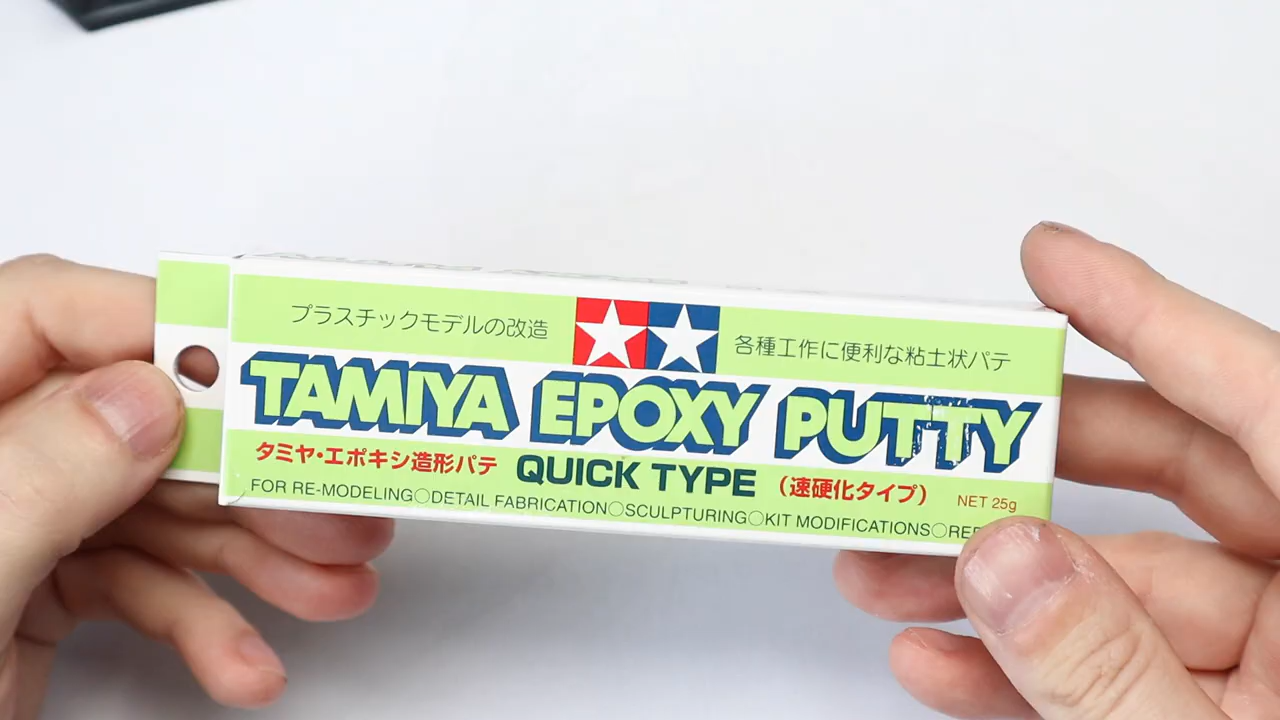 プラスチックモデルの改造
各種工作に便利な粘土状パテ
TAMIYA EPOXY PUTTY
タミヤ・エポキシ造形パテ QUICK TYPE (速硬化タイプ) NET 25g
FOR RE-MODELING○DETAIL FABRICATION○SCULPTURING○KIT MODIFICATIONS○